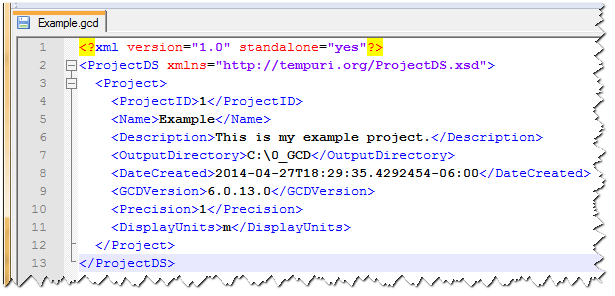 Example.gcd
1 <?xml version="1.0" standalone="yes"?>
2 <ProjectDS xmlns="http://tempuri.org/ProjectDS.xsd">
3 <Project>
4 <ProjectID>1</ProjectID>
5 <Name>Example</Name>
6 <Description>This is my example project.</Description>
7 <OutputDirectory>C:\0_GCD</OutputDirectory>
8 <DateCreated>2014-04-27T18:29:35.4292454-06:00</DateCreated>
9 <GCDVersion>6.0.13.0</GCDVersion>
10 <Precision>1</Precision>
11 <DisplayUnits>m</DisplayUnits>
12 </Project>
13 </ProjectDS>